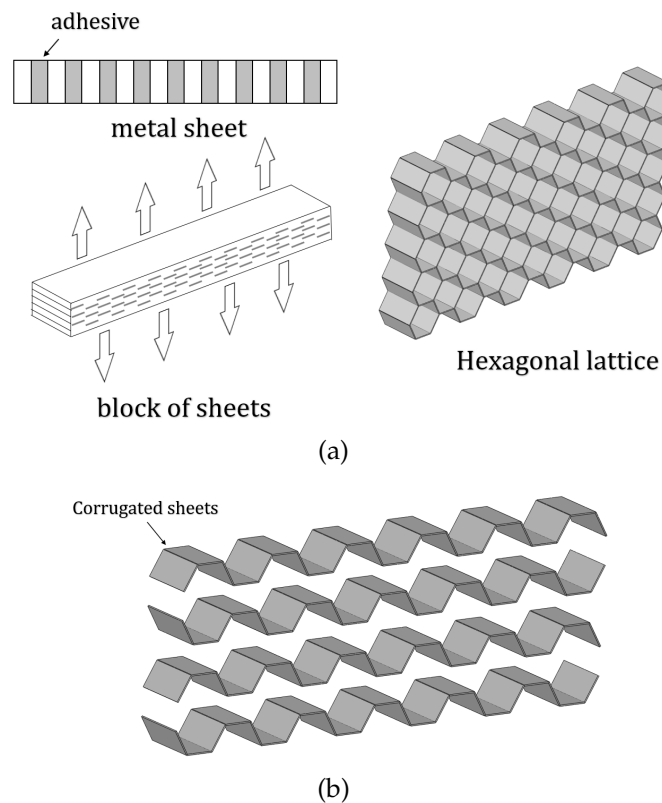 adhesive
metal sheet
block of sheets
Hexagonal lattice
(a)
Corrugated sheets
(b)